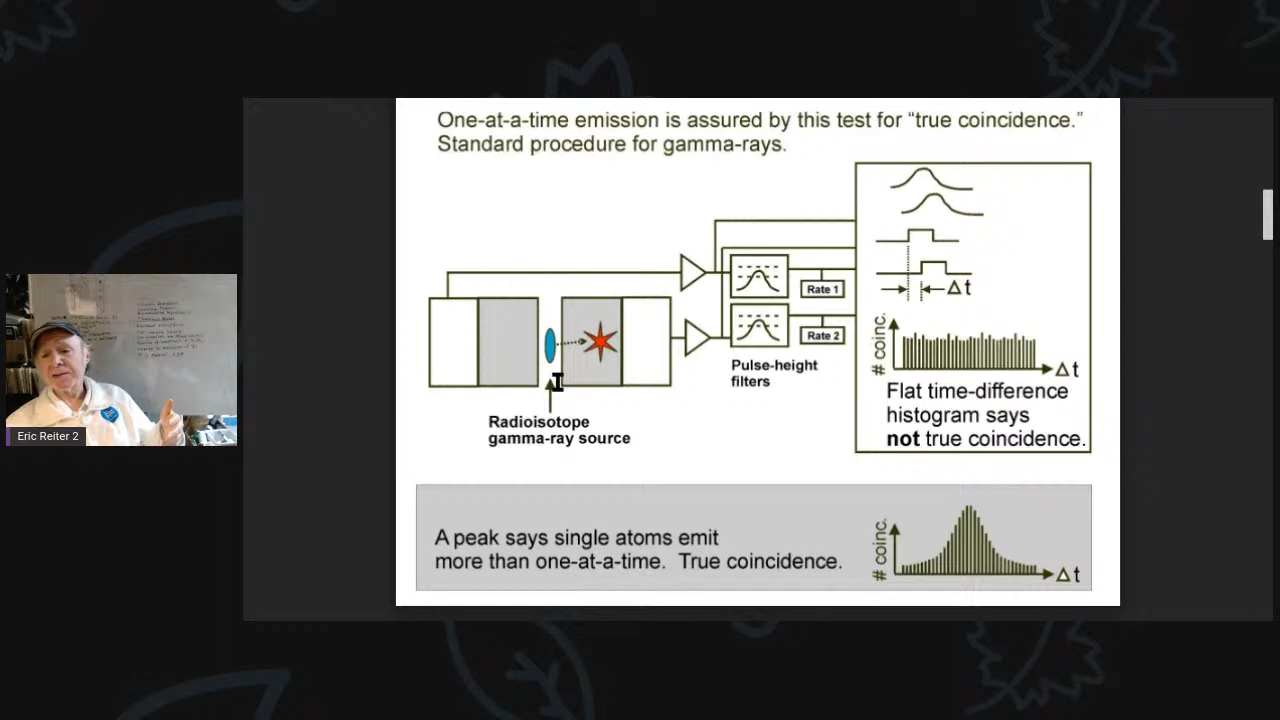 One-at-a-time emission is assured by this test for “true coincidence.”
Standard procedure for gamma-rays.
Rate 1
Rate 2
Pulse-height
filters
Radioisotope
gamma-ray source
Δt
# coinc.
Δt
Flat time-difference
histogram says
not true coincidence.
A peak says single atoms emit
more than one-at-a-time. True coincidence.
# coinc.
Δt
Eric Reiter 2